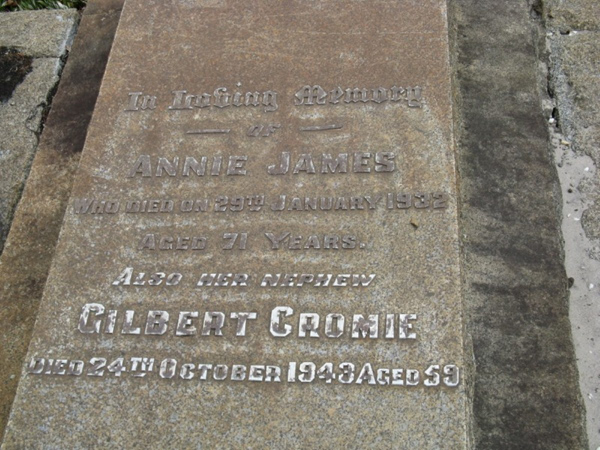 In Loving Memory
OF
ANNIE JAMES
WHO DIED ON 29TH JANUARY 1932
AGED 71 YEARS.
ALSO HER NEPHEW
GILBERT CROMIE
DIED 24TH OCTOBER 1943 AGED 59